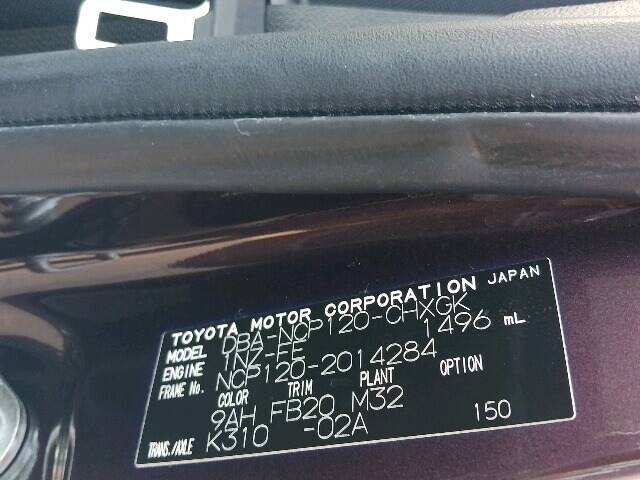 TOYOTA MOTOR CORPORATION JAPAN
MODEL DBA-NCP120-CHXGK
ENGINE 1NZ-FE 1496 mL
FRAME No. NCP120-2014284
COLOR TRIM PLANT OPTION
9AH FB20 M32
TRANS./AXLE K310 -02A 150